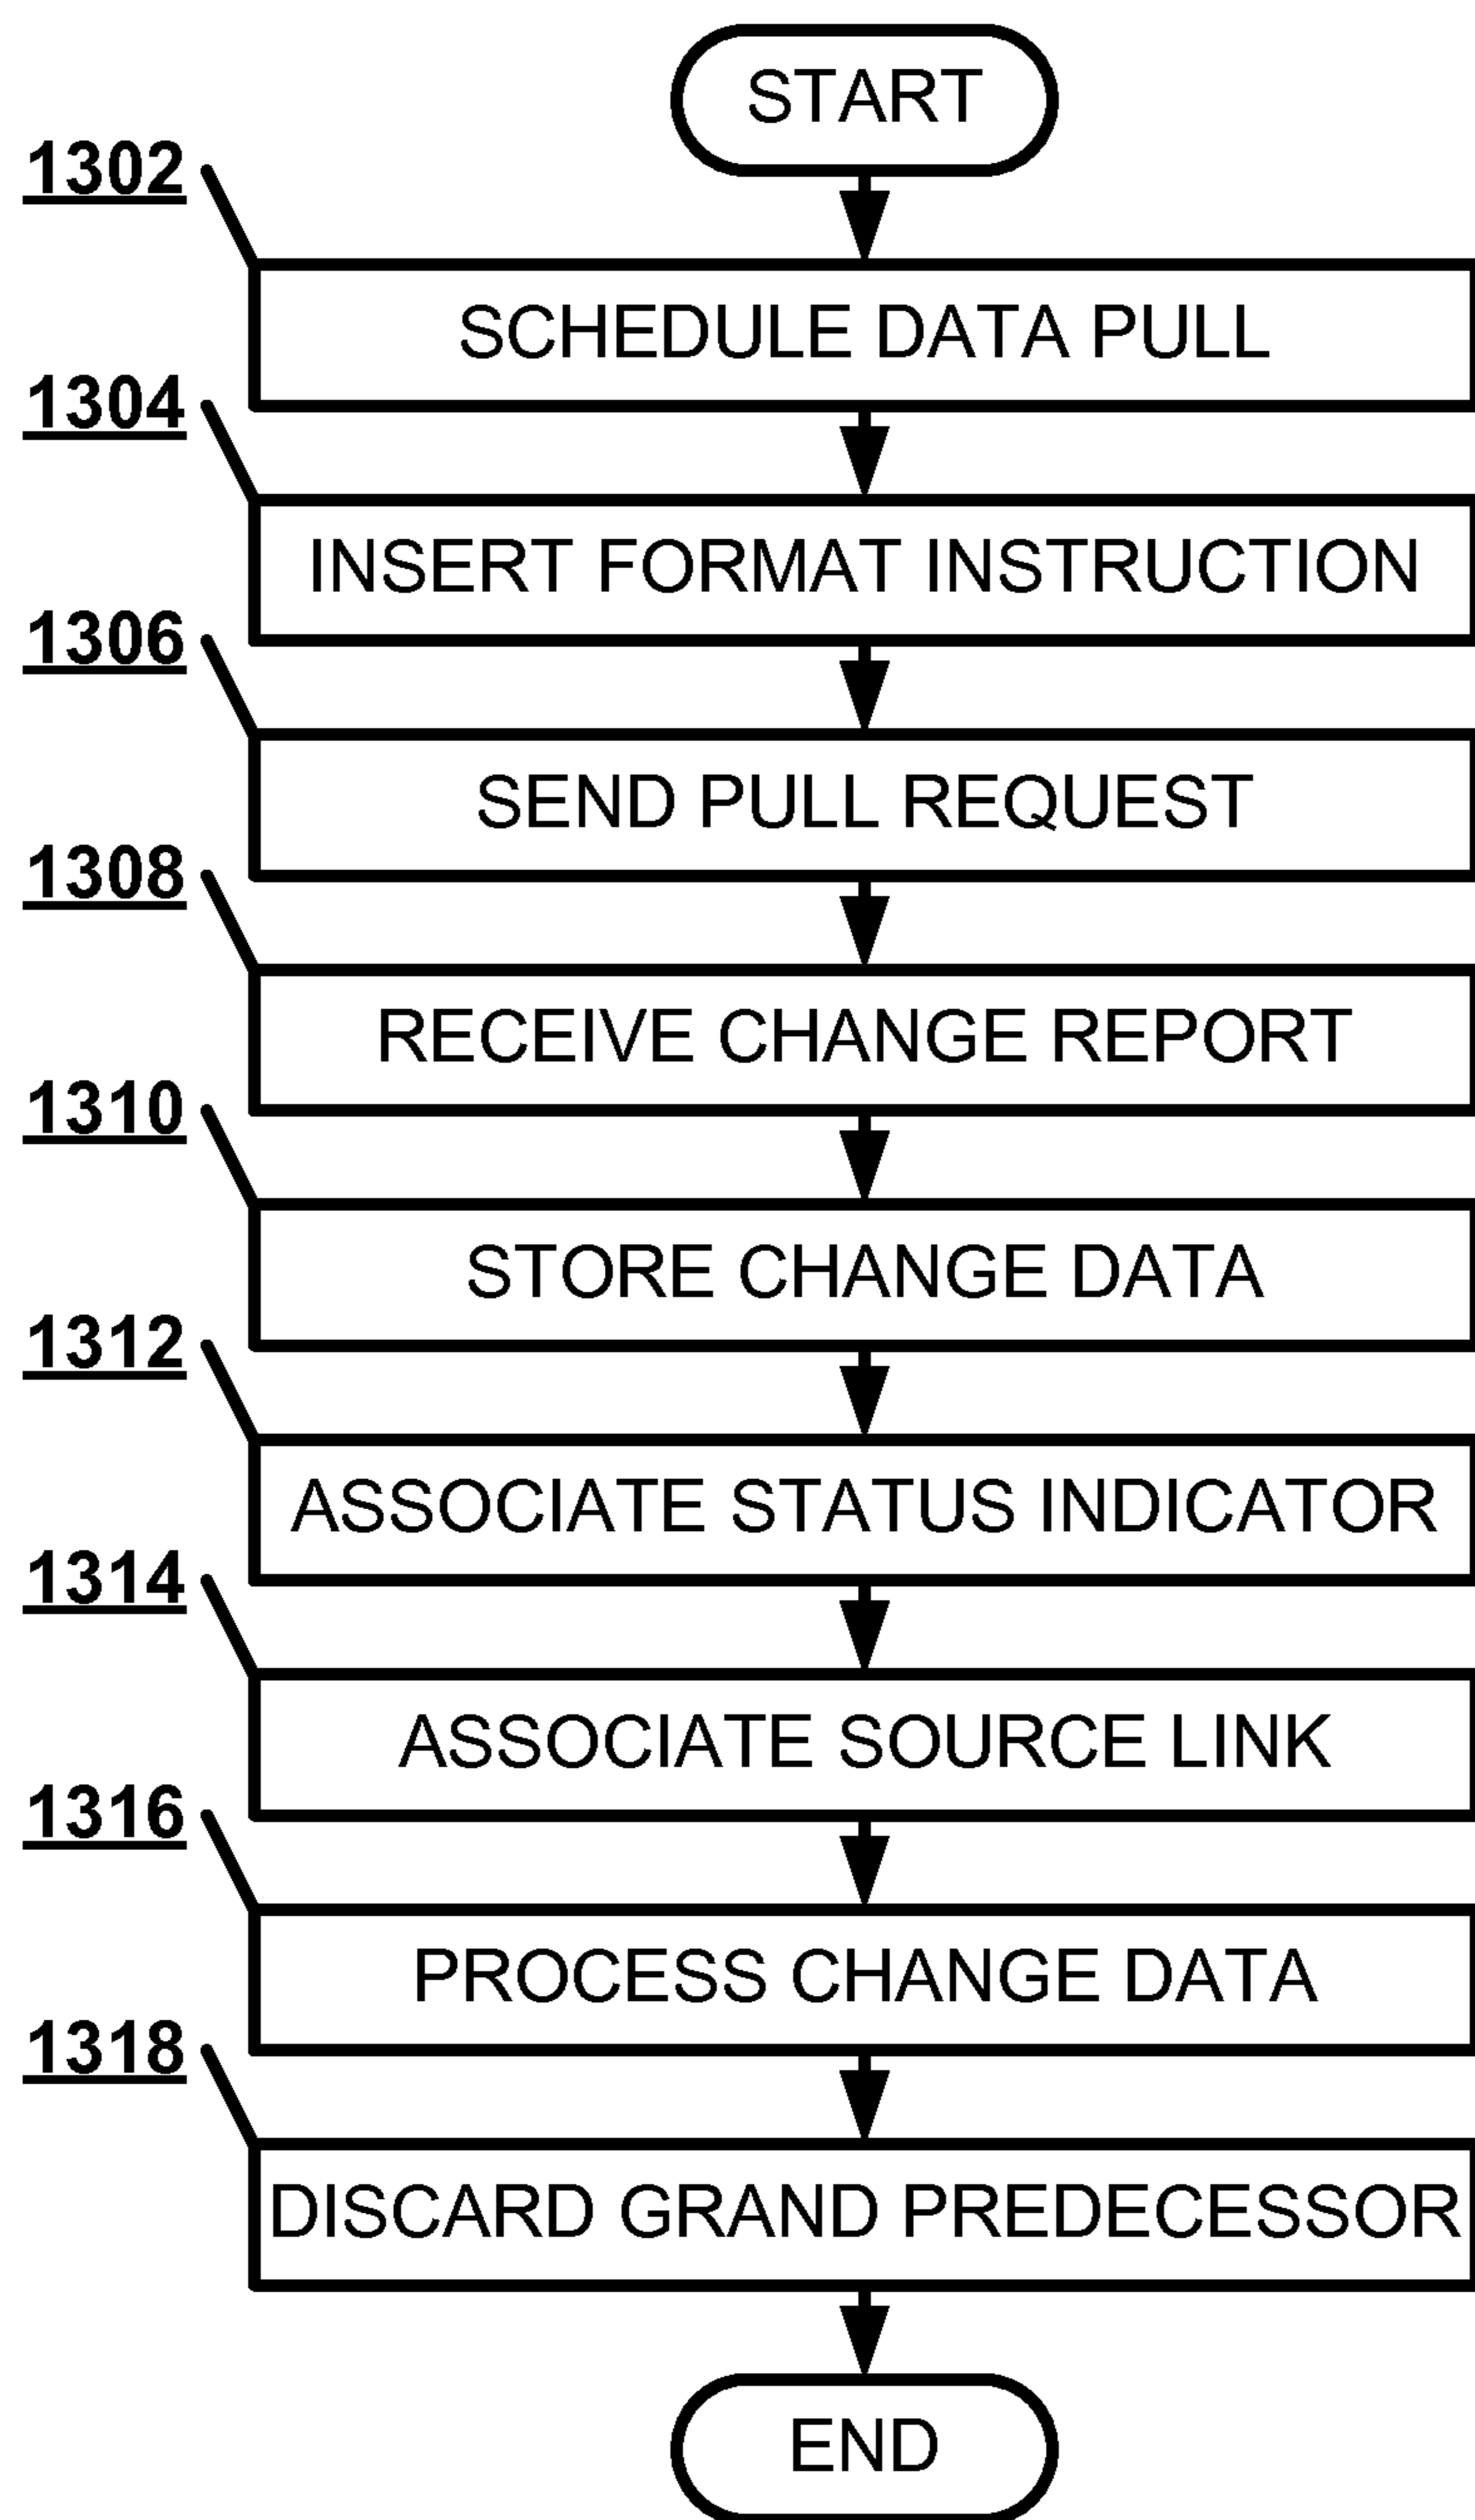 START
1302
SCHEDULE DATA PULL
1304
INSERT FORMAT INSTRUCTION
1306
SEND PULL REQUEST
1308
RECEIVE CHANGE REPORT
1310
STORE CHANGE DATA
1312
ASSOCIATE STATUS INDICATOR
1314
ASSOCIATE SOURCE LINK
1316
PROCESS CHANGE DATA
1318
DISCARD GRAND PREDECESSOR
END